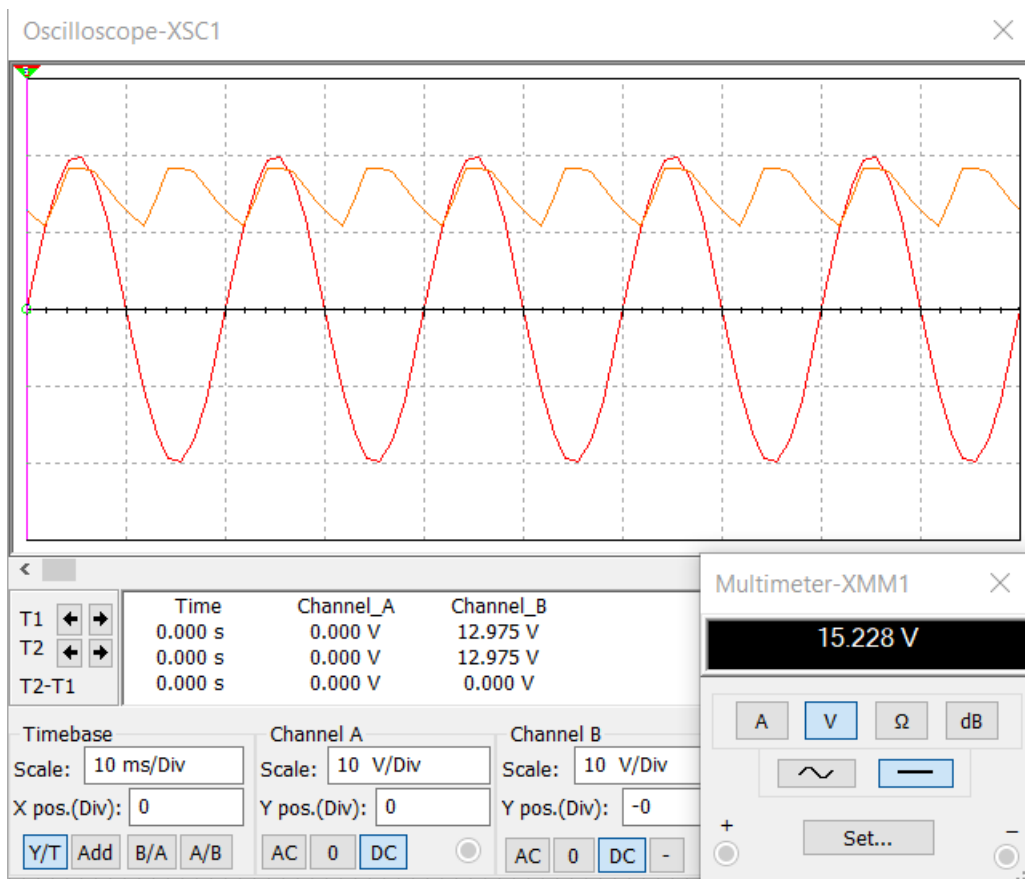 Oscilloscope-XSC1
Time Channel_A Channel_B
T1 0.000 s 0.000 V 12.975 V
T2 0.000 s 0.000 V 12.975 V
T2-T1 0.000 s 0.000 V 0.000 V
Timebase
Scale: 10 ms/Div
X pos.(Div): 0
Y/T Add B/A A/B
Channel A
Scale: 10 V/Div
Y pos.(Div): 0
AC 0 DC
Channel B
Scale: 10 V/Div
Y pos.(Div): -0
AC 0 DC -
Multimeter-XMM1
15.228 V
A V Ω dB
+ Set... −